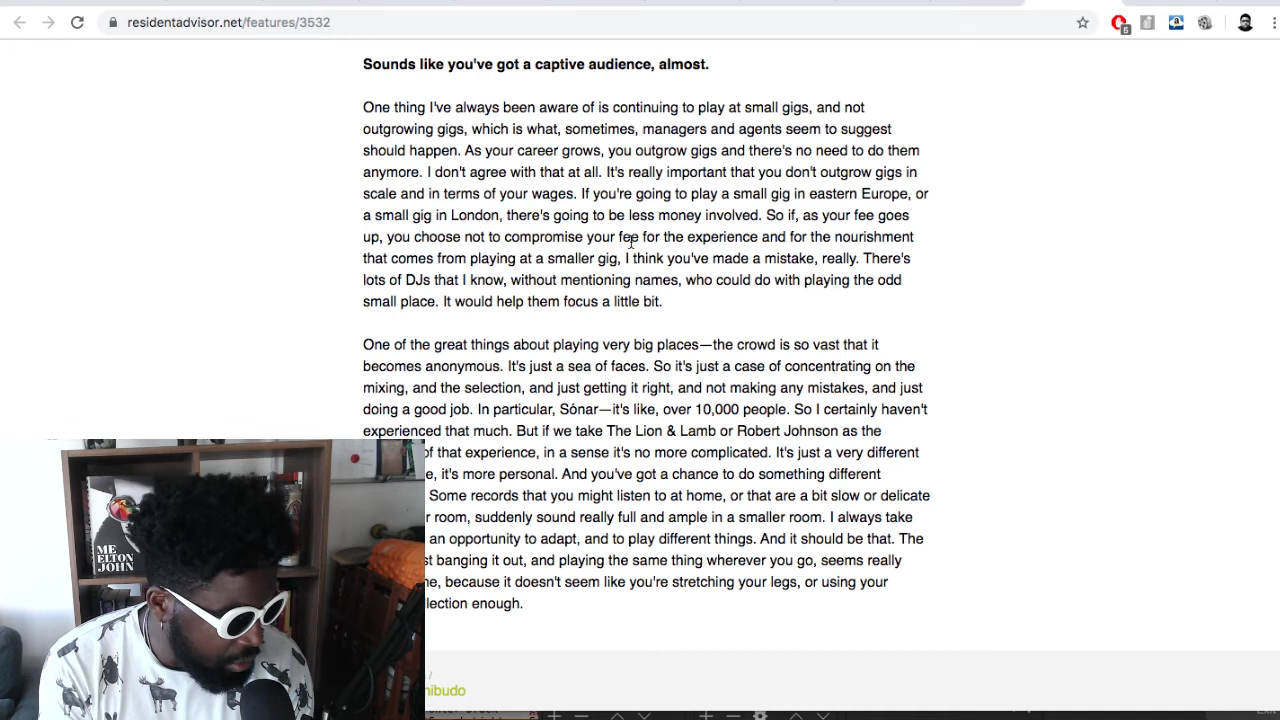 residentadvisor.net/features/3532
5
Sounds like you've got a captive audience, almost.
One thing I've always been aware of is continuing to play at small gigs, and not
outgrowing gigs, which is what, sometimes, managers and agents seem to suggest
should happen. As your career grows, you outgrow gigs and there's no need to do them
anymore. I don't agree with that at all. It's really important that you don't outgrow gigs in
scale and in terms of your wages. If you're going to play a small gig in eastern Europe, or
a small gig in London, there's going to be less money involved. So if, as your fee goes
up, you choose not to compromise your fee for the experience and for the nourishment
that comes from playing at a smaller gig, I think you've made a mistake, really. There's
lots of DJs that I know, without mentioning names, who could do with playing the odd
small place. It would help them focus a little bit.
One of the great things about playing very big places—the crowd is so vast that it
becomes anonymous. It's just a sea of faces. So it's just a case of concentrating on the
mixing, and the selection, and just getting it right, and not making any mistakes, and just
doing a good job. In particular, Sónar—it's like, over 10,000 people. So I certainly haven't
experienced that much. But if we take The Lion & Lamb or Robert Johnson as the
of that experience, in a sense it's no more complicated. It's just a very different
e, it's more personal. And you've got a chance to do something different
Some records that you might listen to at home, or that are a bit slow or delicate
r room, suddenly sound really full and ample in a smaller room. I always take
an opportunity to adapt, and to play different things. And it should be that. The
st banging it out, and playing the same thing wherever you go, seems really
ne, because it doesn't seem like you're stretching your legs, or using your
lection enough.
/
hibudo
ME
ELTON
JOHN